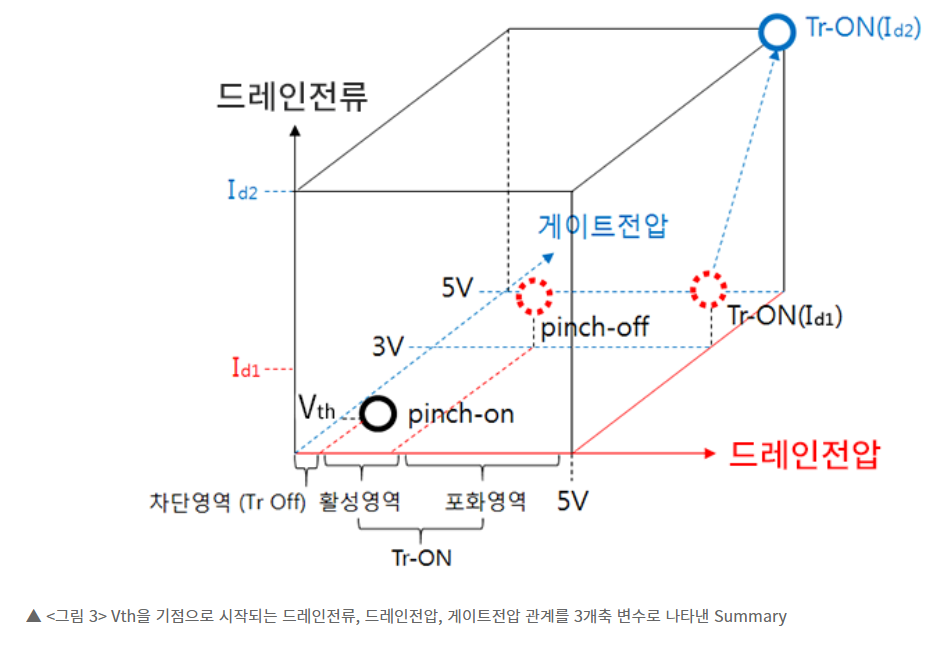 Tr-ON(Id2)
드레인전류
Id2
게이트전압
5V
pinch-off
Tr-ON(Id1)
3V
Id1
Vth
pinch-on
드레인전압
차단영역 (Tr Off)
활성영역
포화영역
5V
Tr-ON
▲ <그림 3> Vth을 기점으로 시작되는 드레인전류, 드레인전압, 게이트전압 관계를 3개축 변수로 나타낸 Summary